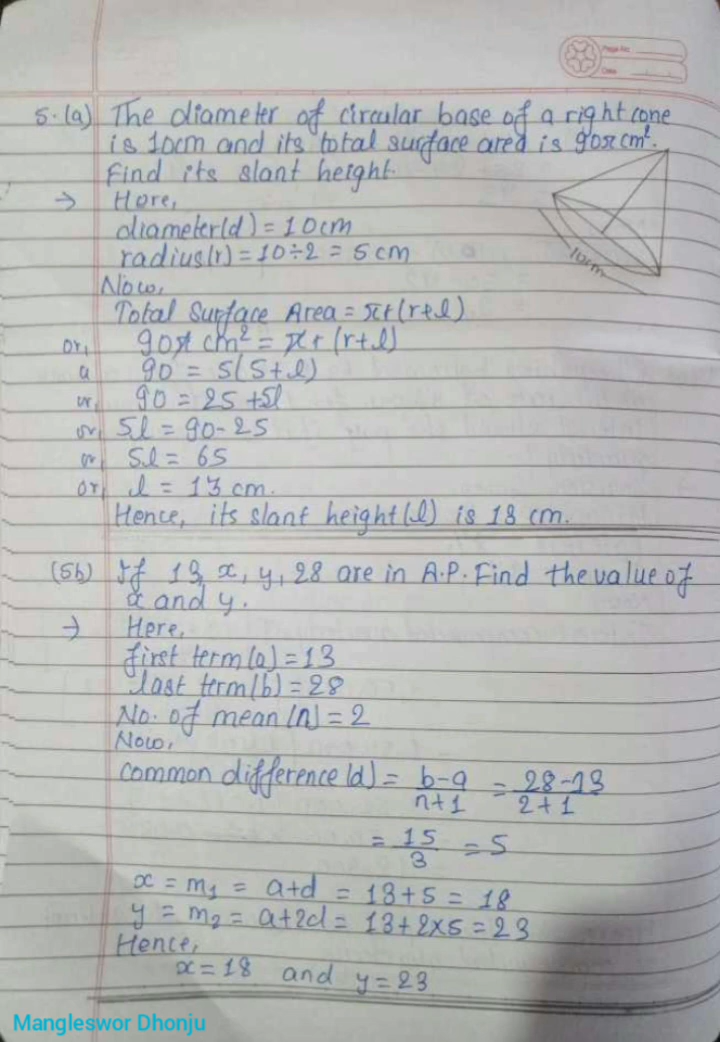 Page No.
Date
5.(a) The diameter of circular base of a right cone
is 10cm and its total surface area is 90π cm².
Find its slant height.
→ Here,
diameter(d) = 10cm
radius(r) = 10÷2 = 5cm
10cm
Now,
Total Surface Area = πr(r+l)
or, 90π cm² = πr (r+l)
90 = 5(5+l)
or, 90 = 25 +5l
or, 5l = 90-25
or, 5l = 65
or, l = 13 cm.
Hence, its slant height(l) is 13 cm.
(5b) If 13, x, y, 28 are in A.P. Find the value of
x and y.
→ Here,
first term(a) = 13
last term(b) = 28
No. of mean (n) = 2
Now,
common difference (d) = b-a/n+1 = 28-13/2+1
= 15/3 = 5
x = m₁ = a+d = 13+5 = 18
y = m₂ = a+2d = 13+2×5 = 23
Hence,
x = 18 and y = 23
Mangleswor Dhonju